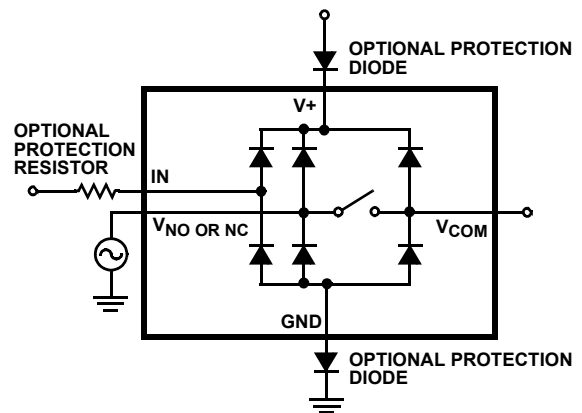 OPTIONAL PROTECTION
DIODE
V+
OPTIONAL
PROTECTION
RESISTOR
IN
VNO OR NC
VCOM
GND
OPTIONAL PROTECTION
DIODE